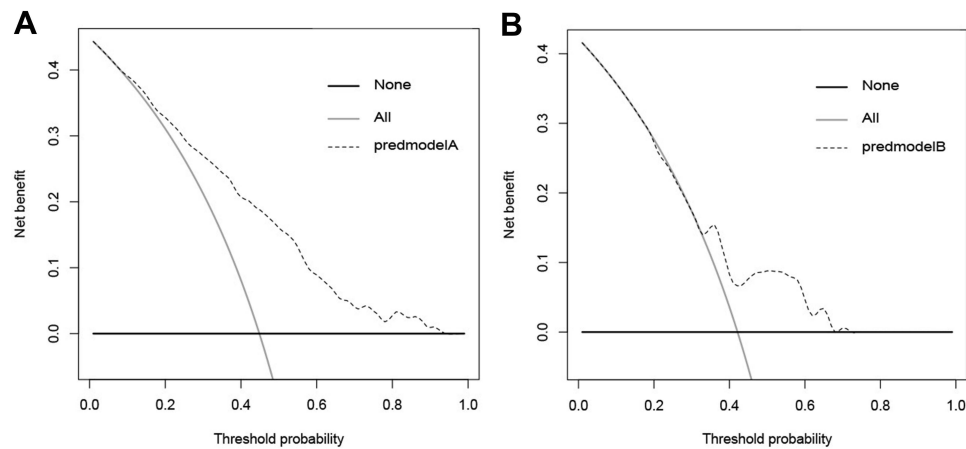 A
Net benefit
0.4
0.3
0.2
0.1
0.0
None
All
predmodelA
0.0 0.2 0.4 0.6 0.8 1.0
Threshold probability
B
Net benefit
0.4
0.3
0.2
0.1
0.0
None
All
predmodelB
0.0 0.2 0.4 0.6 0.8 1.0
Threshold probability